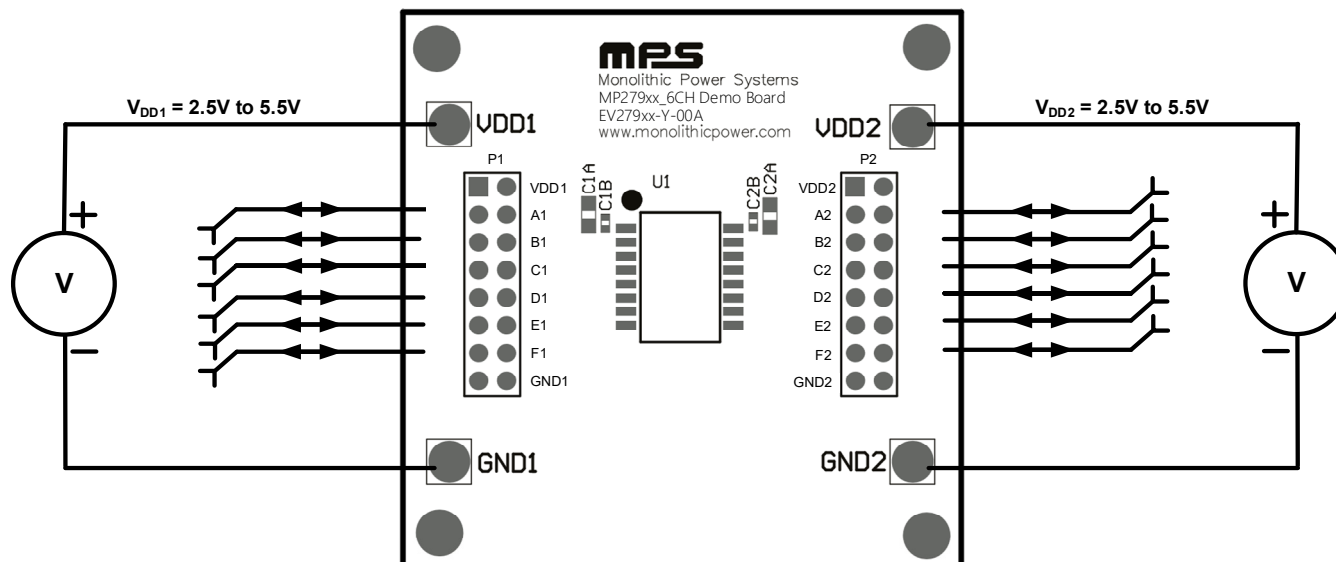 mps
Monolithic Power Systems
MP279xx_6CH Demo Board
EV279xx-Y-00A
www.monolithicpower.com
VDD1 = 2.5V to 5.5V
VDD2 = 2.5V to 5.5V
VDD1
VDD2
P1
P2
U1
C1A
C1B
C2B
C2A
VDD1
A1
B1
C1
D1
E1
F1
GND1
VDD2
A2
B2
C2
D2
E2
F2
GND2
+
V
−
+
V
−
GND1
GND2